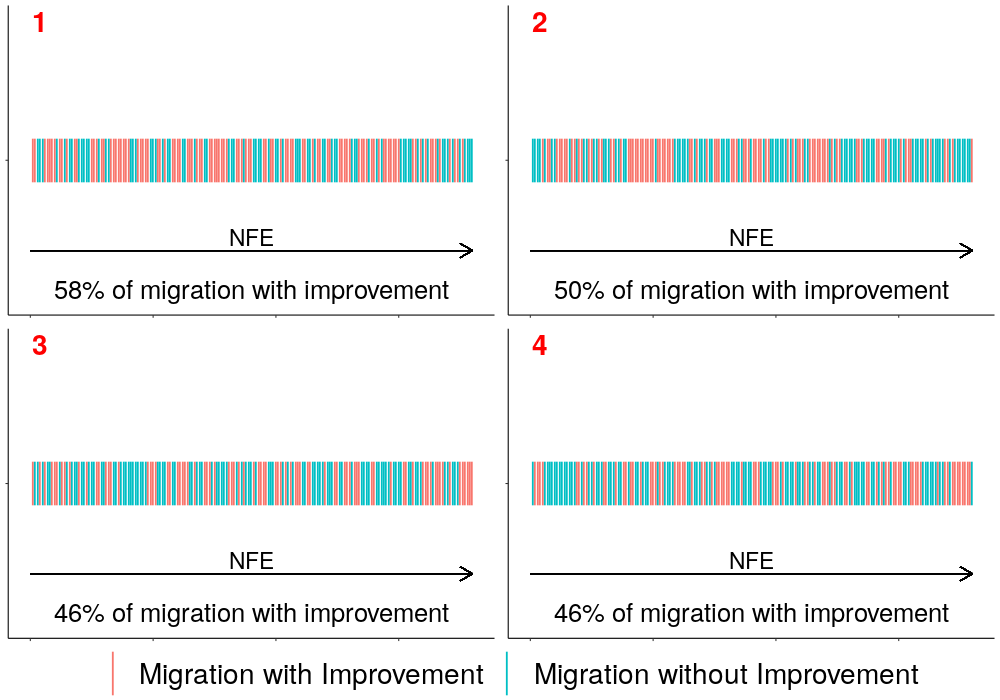 1
NFE
58% of migration with improvement
2
NFE
50% of migration with improvement
3
NFE
46% of migration with improvement
4
NFE
46% of migration with improvement
Migration with Improvement
Migration without Improvement